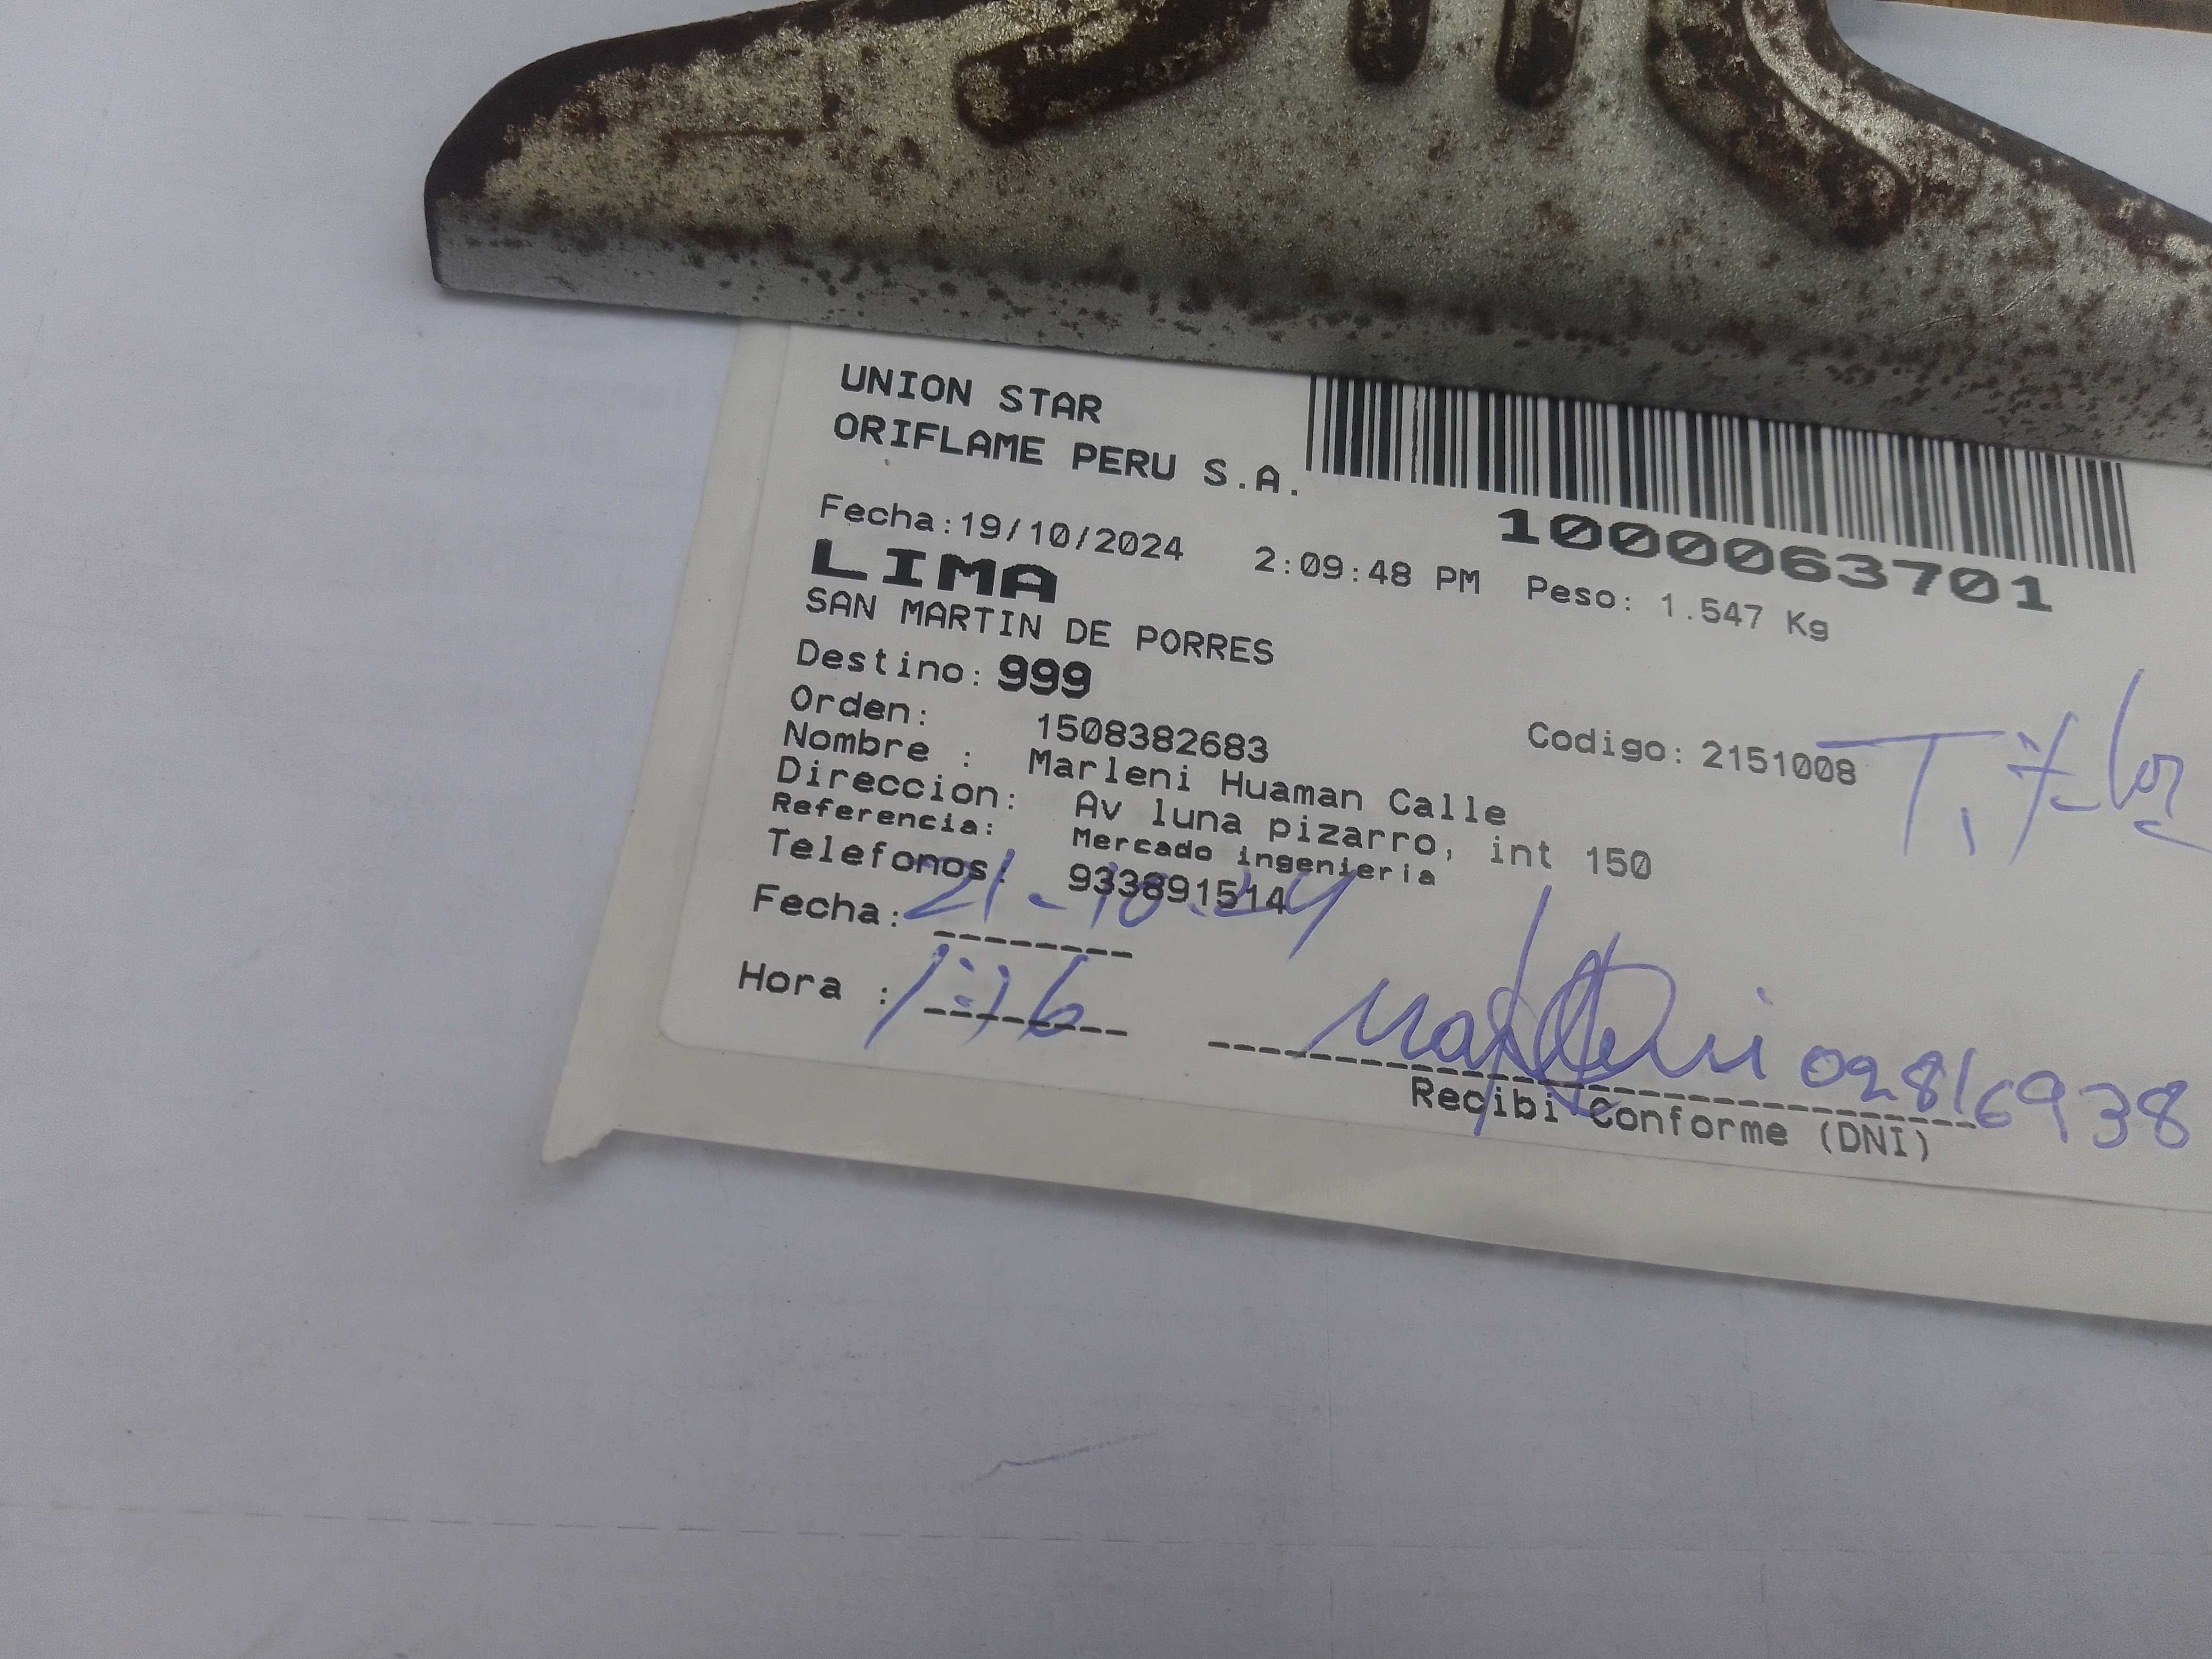 UNION STAR
ORIFLAME PERU S.A.
1000063701
Fecha:19/10/2024 2:09:48 PM Peso: 1.547 Kg
LIMA
SAN MARTIN DE PORRES
Destino: 999
Orden: 1508382683 Codigo: 2151008
Nombre : Marleni Huaman Calle
Direccion: Av luna pizarro, int 150
Referencia: Mercado ingenieria
Telefonos: 933891514
Fecha: 21-10-24
Hora :
02816938
Recibi Conforme (DNI)